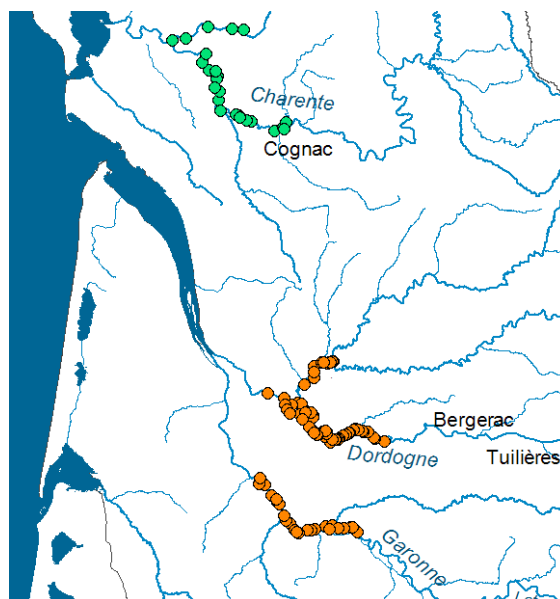 Charente
Cognac
Bergerac
Dordogne
Tuilières
Garonne